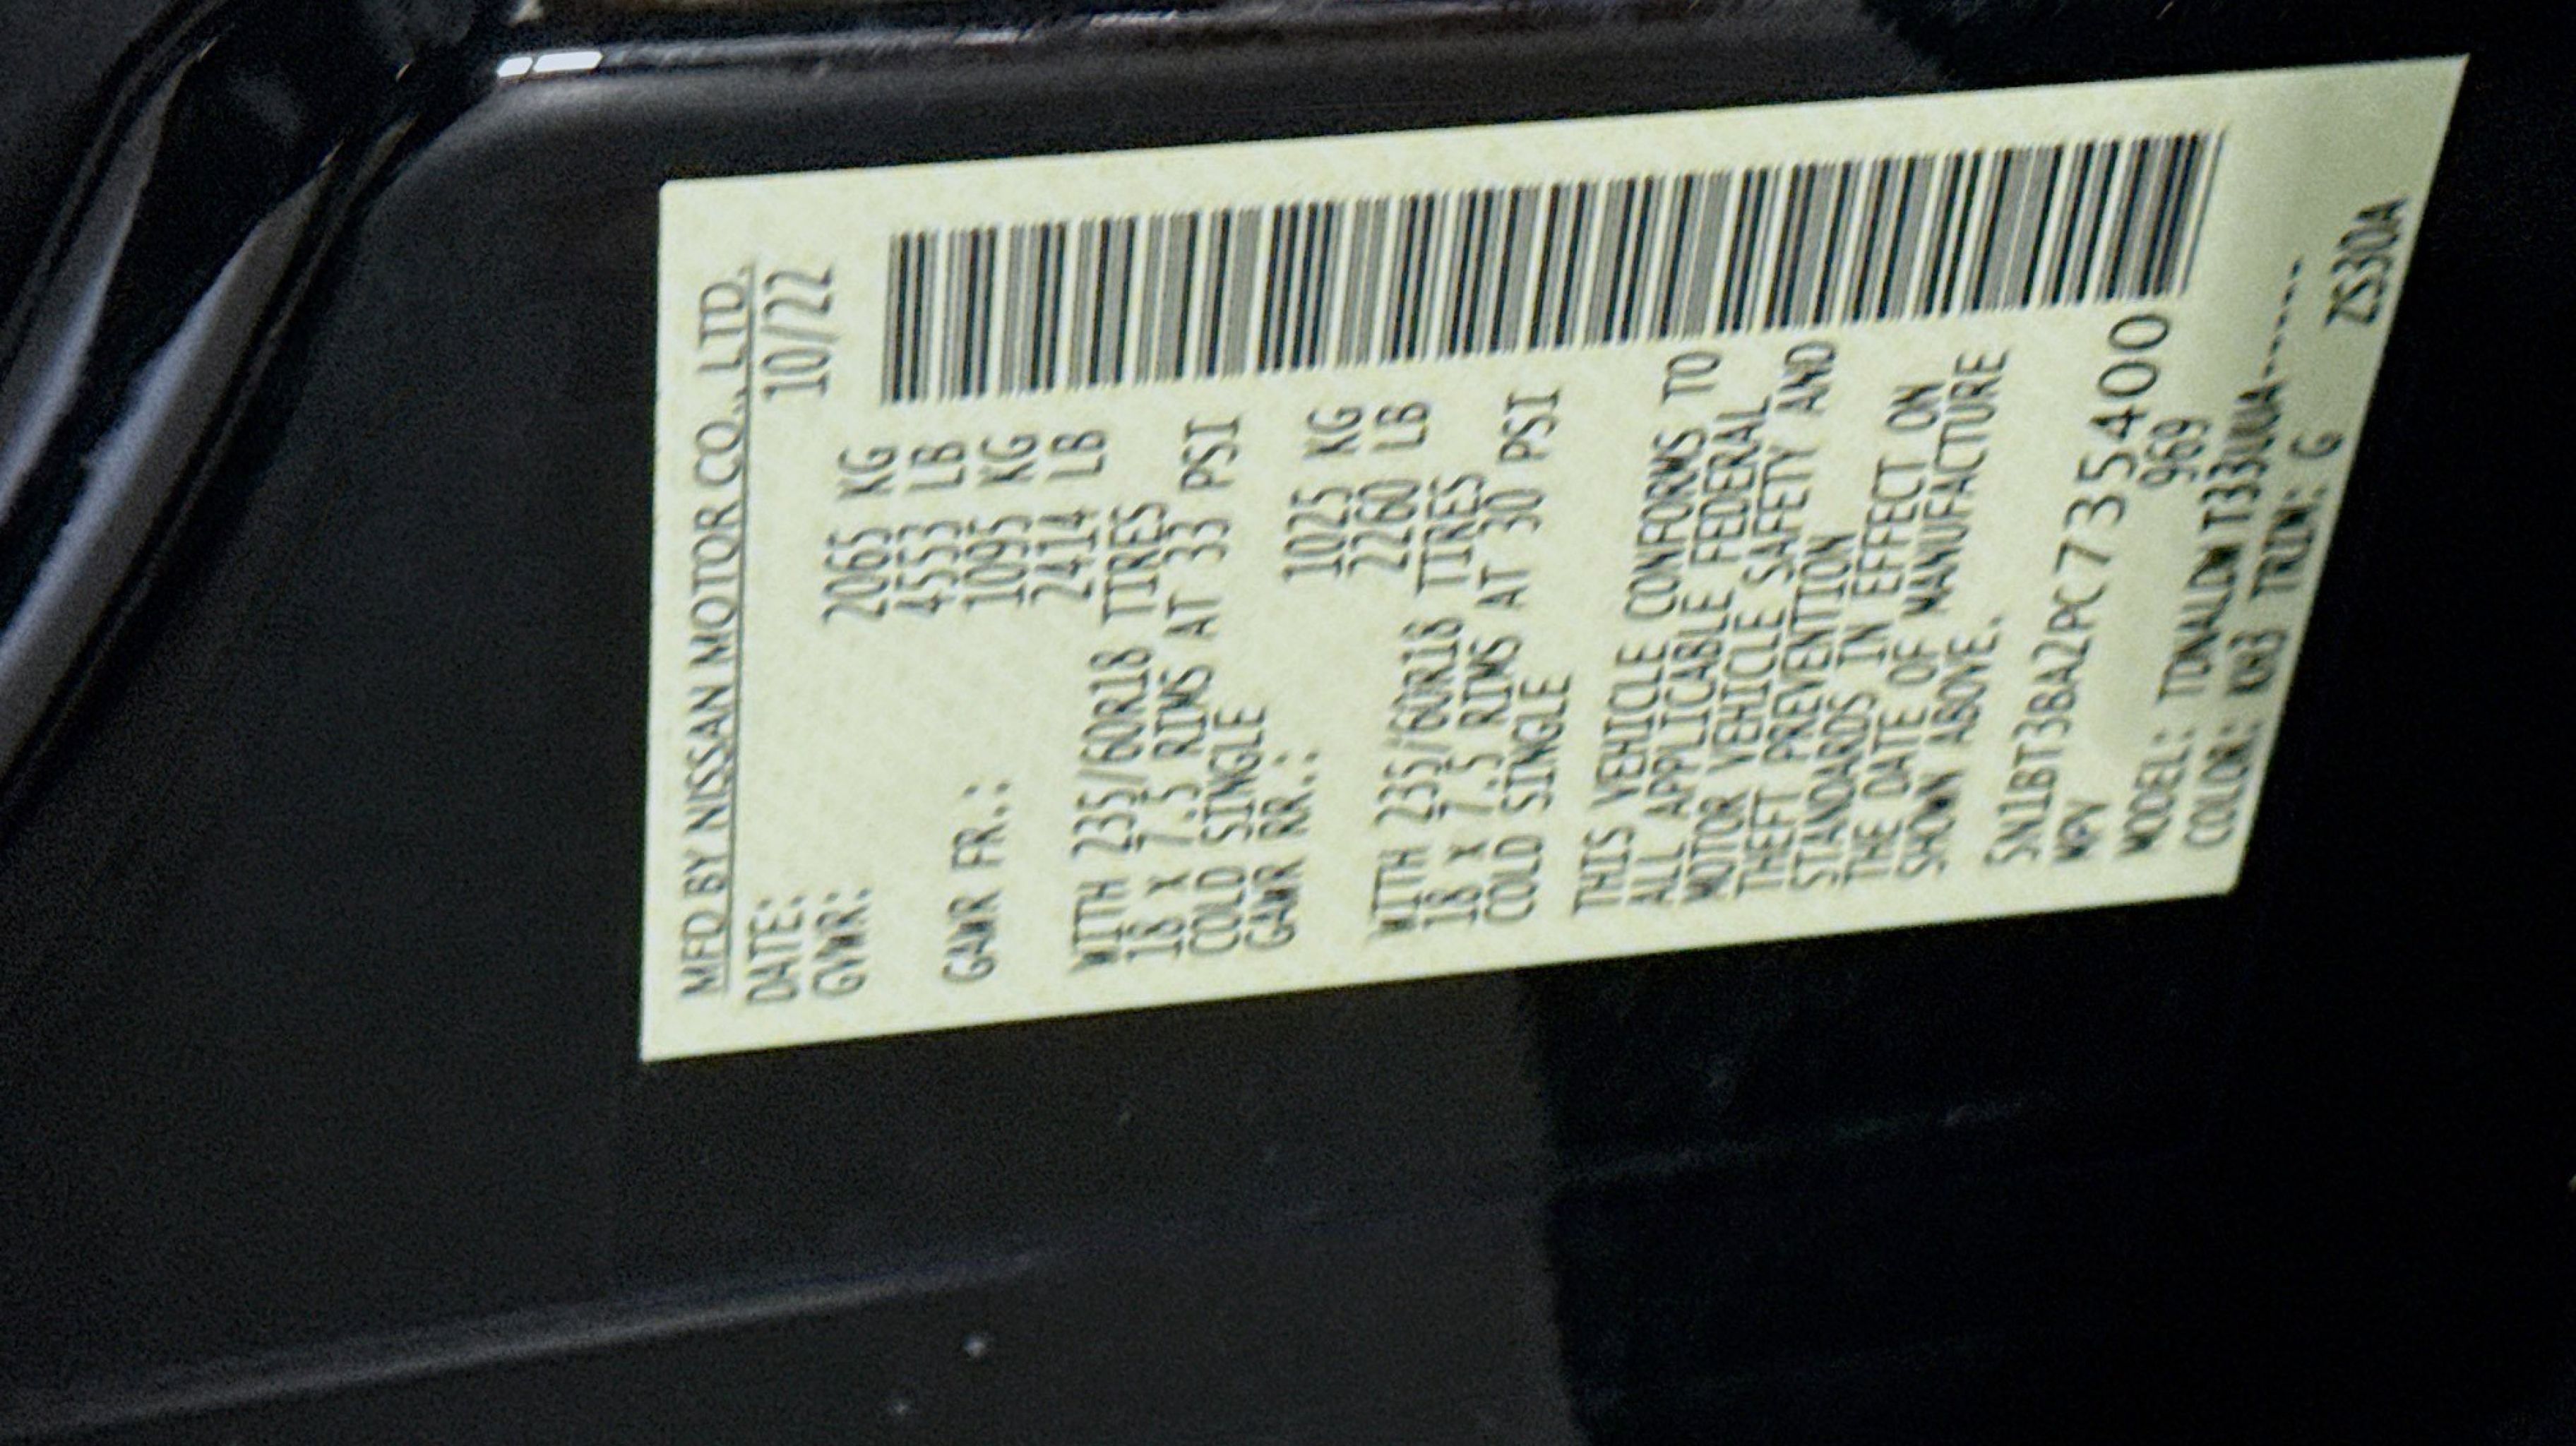 MFD BY NISSAN MOTOR CO., LTD.
DATE: 10/22
GVWR: 2065 KG
4553 LB
GAWR FR.: 1095 KG
2414 LB
WITH 235/60R18 TIRES
18 x 7.5 RIMS AT 33 PSI
COLD SINGLE
GAWR RR.: 1025 KG
2260 LB
WITH 235/60R18 TIRES
18 x 7.5 RIMS AT 30 PSI
COLD SINGLE
THIS VEHICLE CONFORMS TO
ALL APPLICABLE FEDERAL
MOTOR VEHICLE SAFETY AND
THEFT PREVENTION
STANDARDS IN EFFECT ON
THE DATE OF MANUFACTURE
SHOWN ABOVE.
5N1BT3BA2PC735400
MPV 969
MODEL:
COLOR: KH3 TRIM: G ZS30A